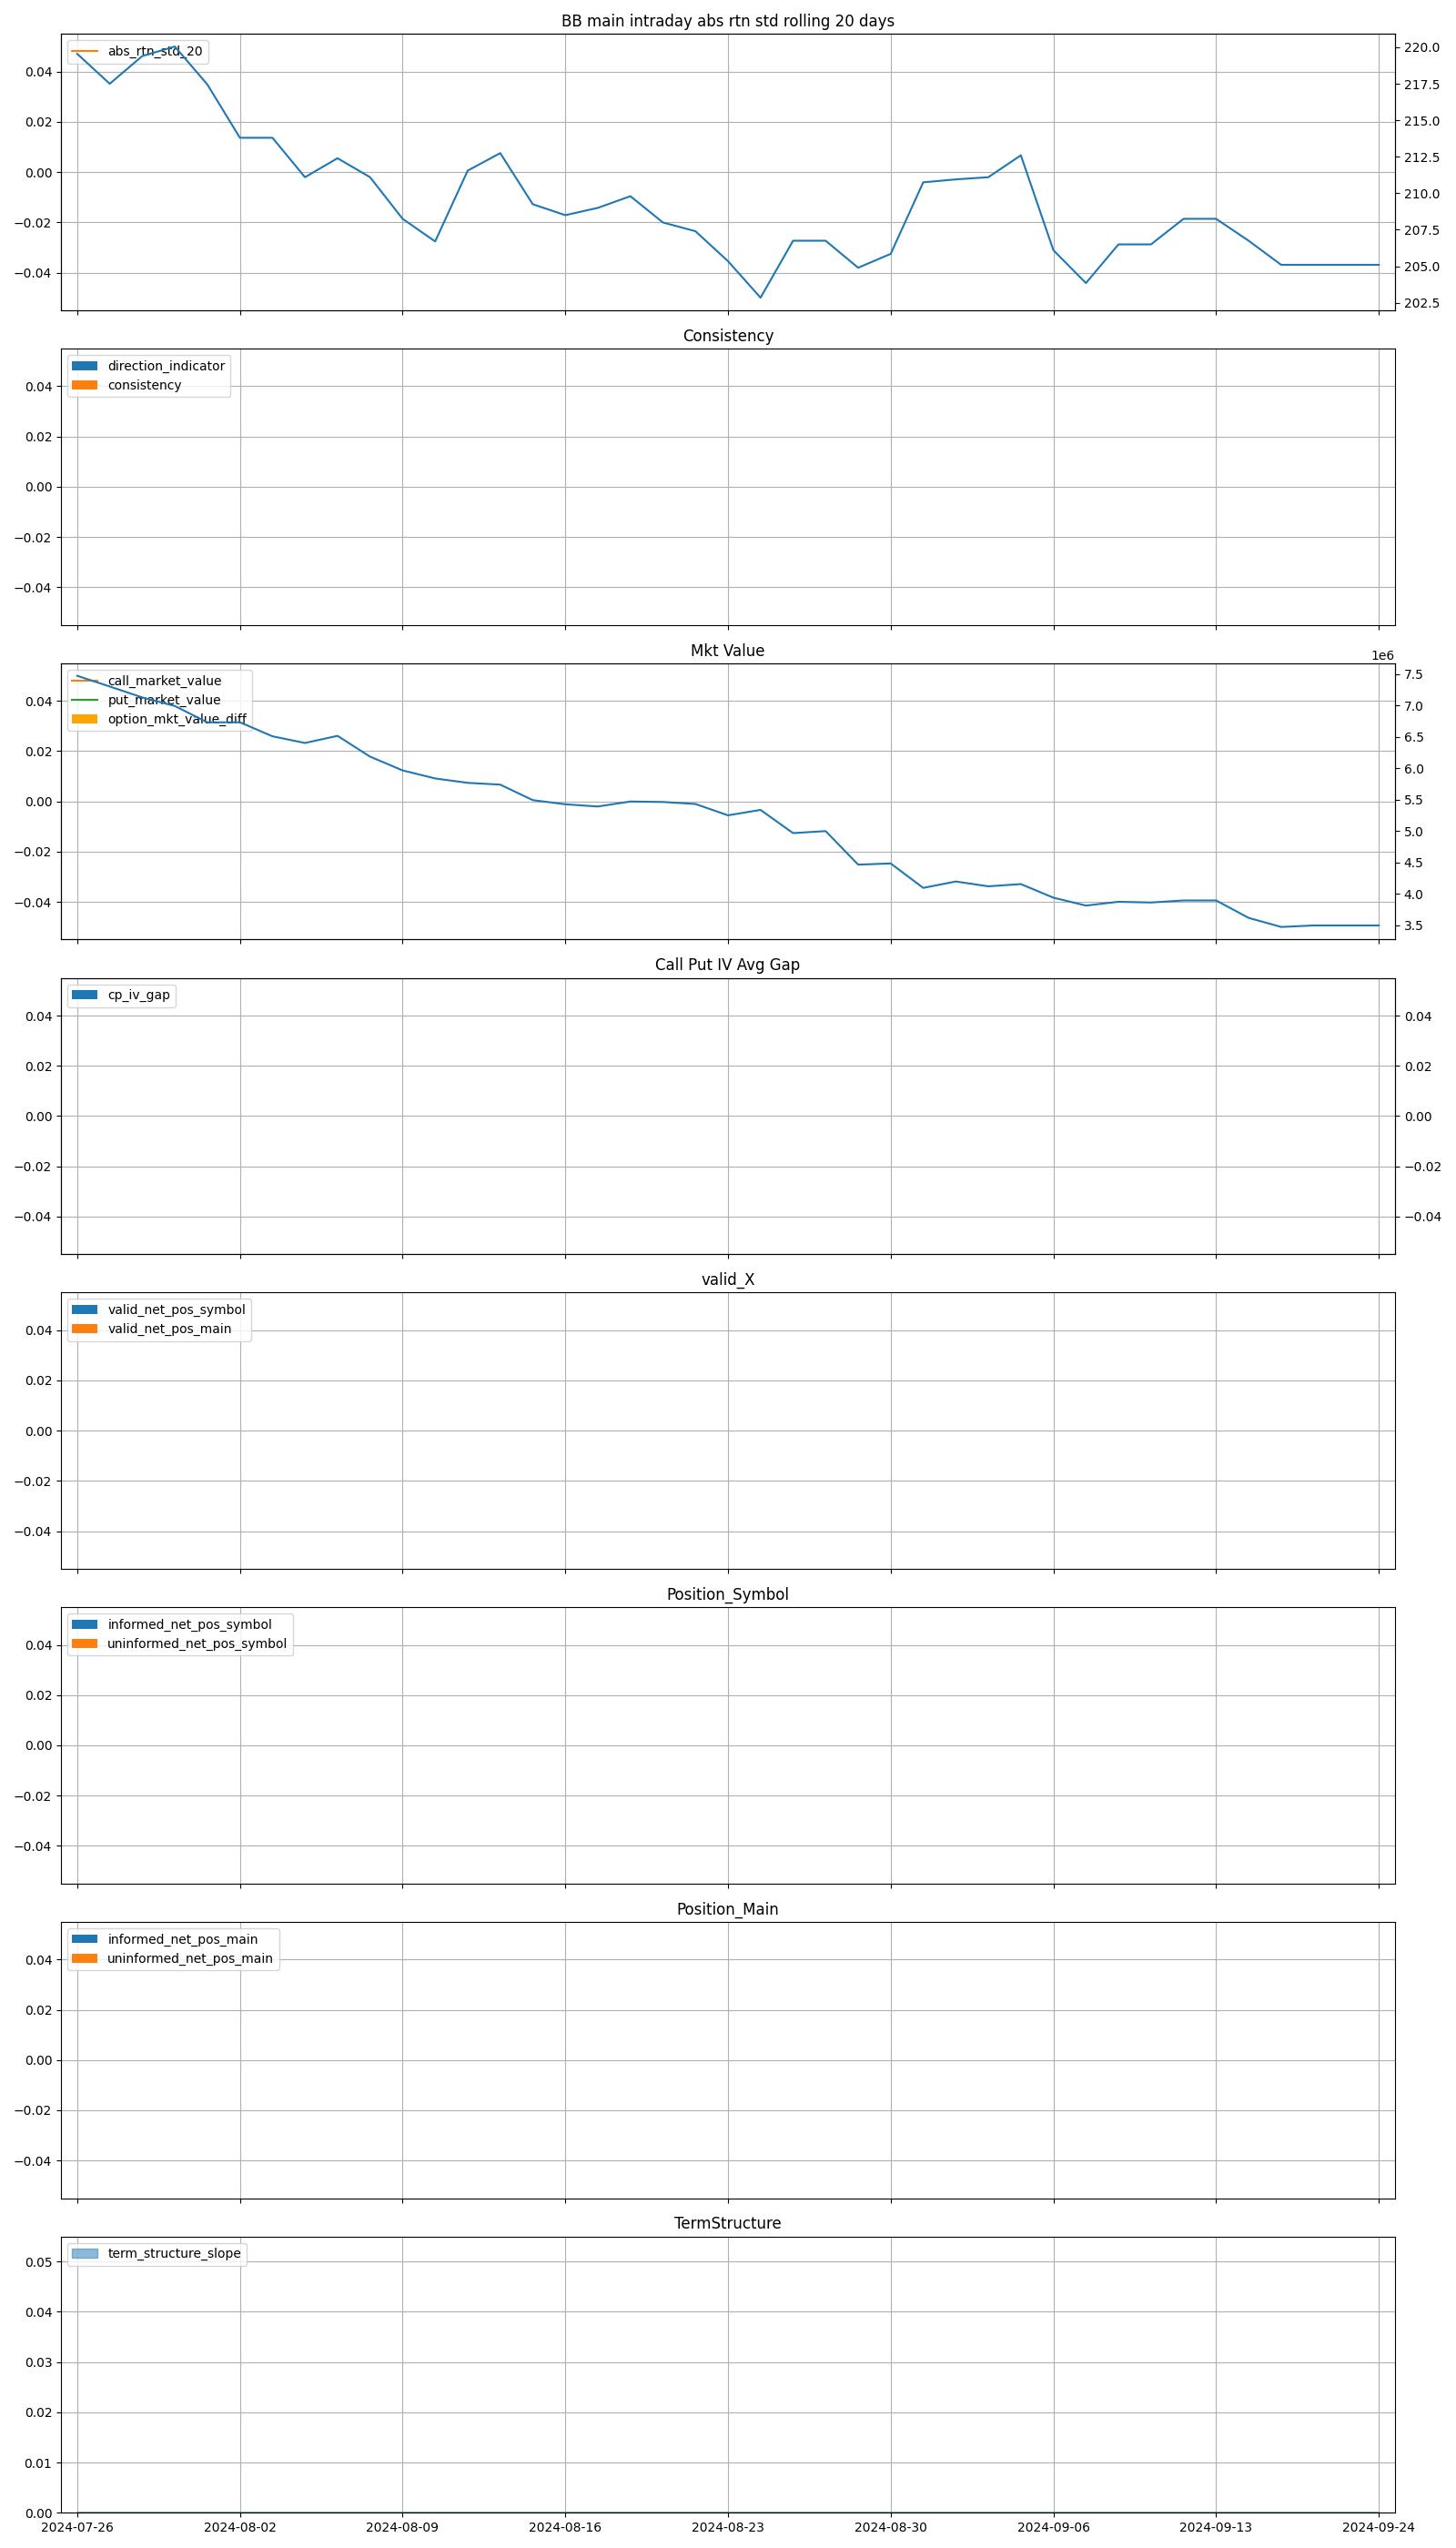 BB main intraday abs rtn std rolling 20 days
abs_rtn_std_20
0.04
0.02
0.00
−0.02
−0.04
220.0
217.5
215.0
212.5
210.0
207.5
205.0
202.5
Consistency
direction_indicator
consistency
0.04
0.02
0.00
−0.02
−0.04
Mkt Value
1e6
call_market_value
put_market_value
option_mkt_value_diff
0.04
0.02
0.00
−0.02
−0.04
7.5
7.0
6.5
6.0
5.5
5.0
4.5
4.0
3.5
Call Put IV Avg Gap
cp_iv_gap
0.04
0.02
0.00
−0.02
−0.04
0.04
0.02
0.00
−0.02
−0.04
valid_X
valid_net_pos_symbol
valid_net_pos_main
0.04
0.02
0.00
−0.02
−0.04
Position_Symbol
informed_net_pos_symbol
uninformed_net_pos_symbol
0.04
0.02
0.00
−0.02
−0.04
Position_Main
informed_net_pos_main
uninformed_net_pos_main
0.04
0.02
0.00
−0.02
−0.04
TermStructure
term_structure_slope
0.05
0.04
0.03
0.02
0.01
0.00
2024-07-26 2024-08-02 2024-08-09 2024-08-16 2024-08-23 2024-08-30 2024-09-06 2024-09-13 2024-09-24